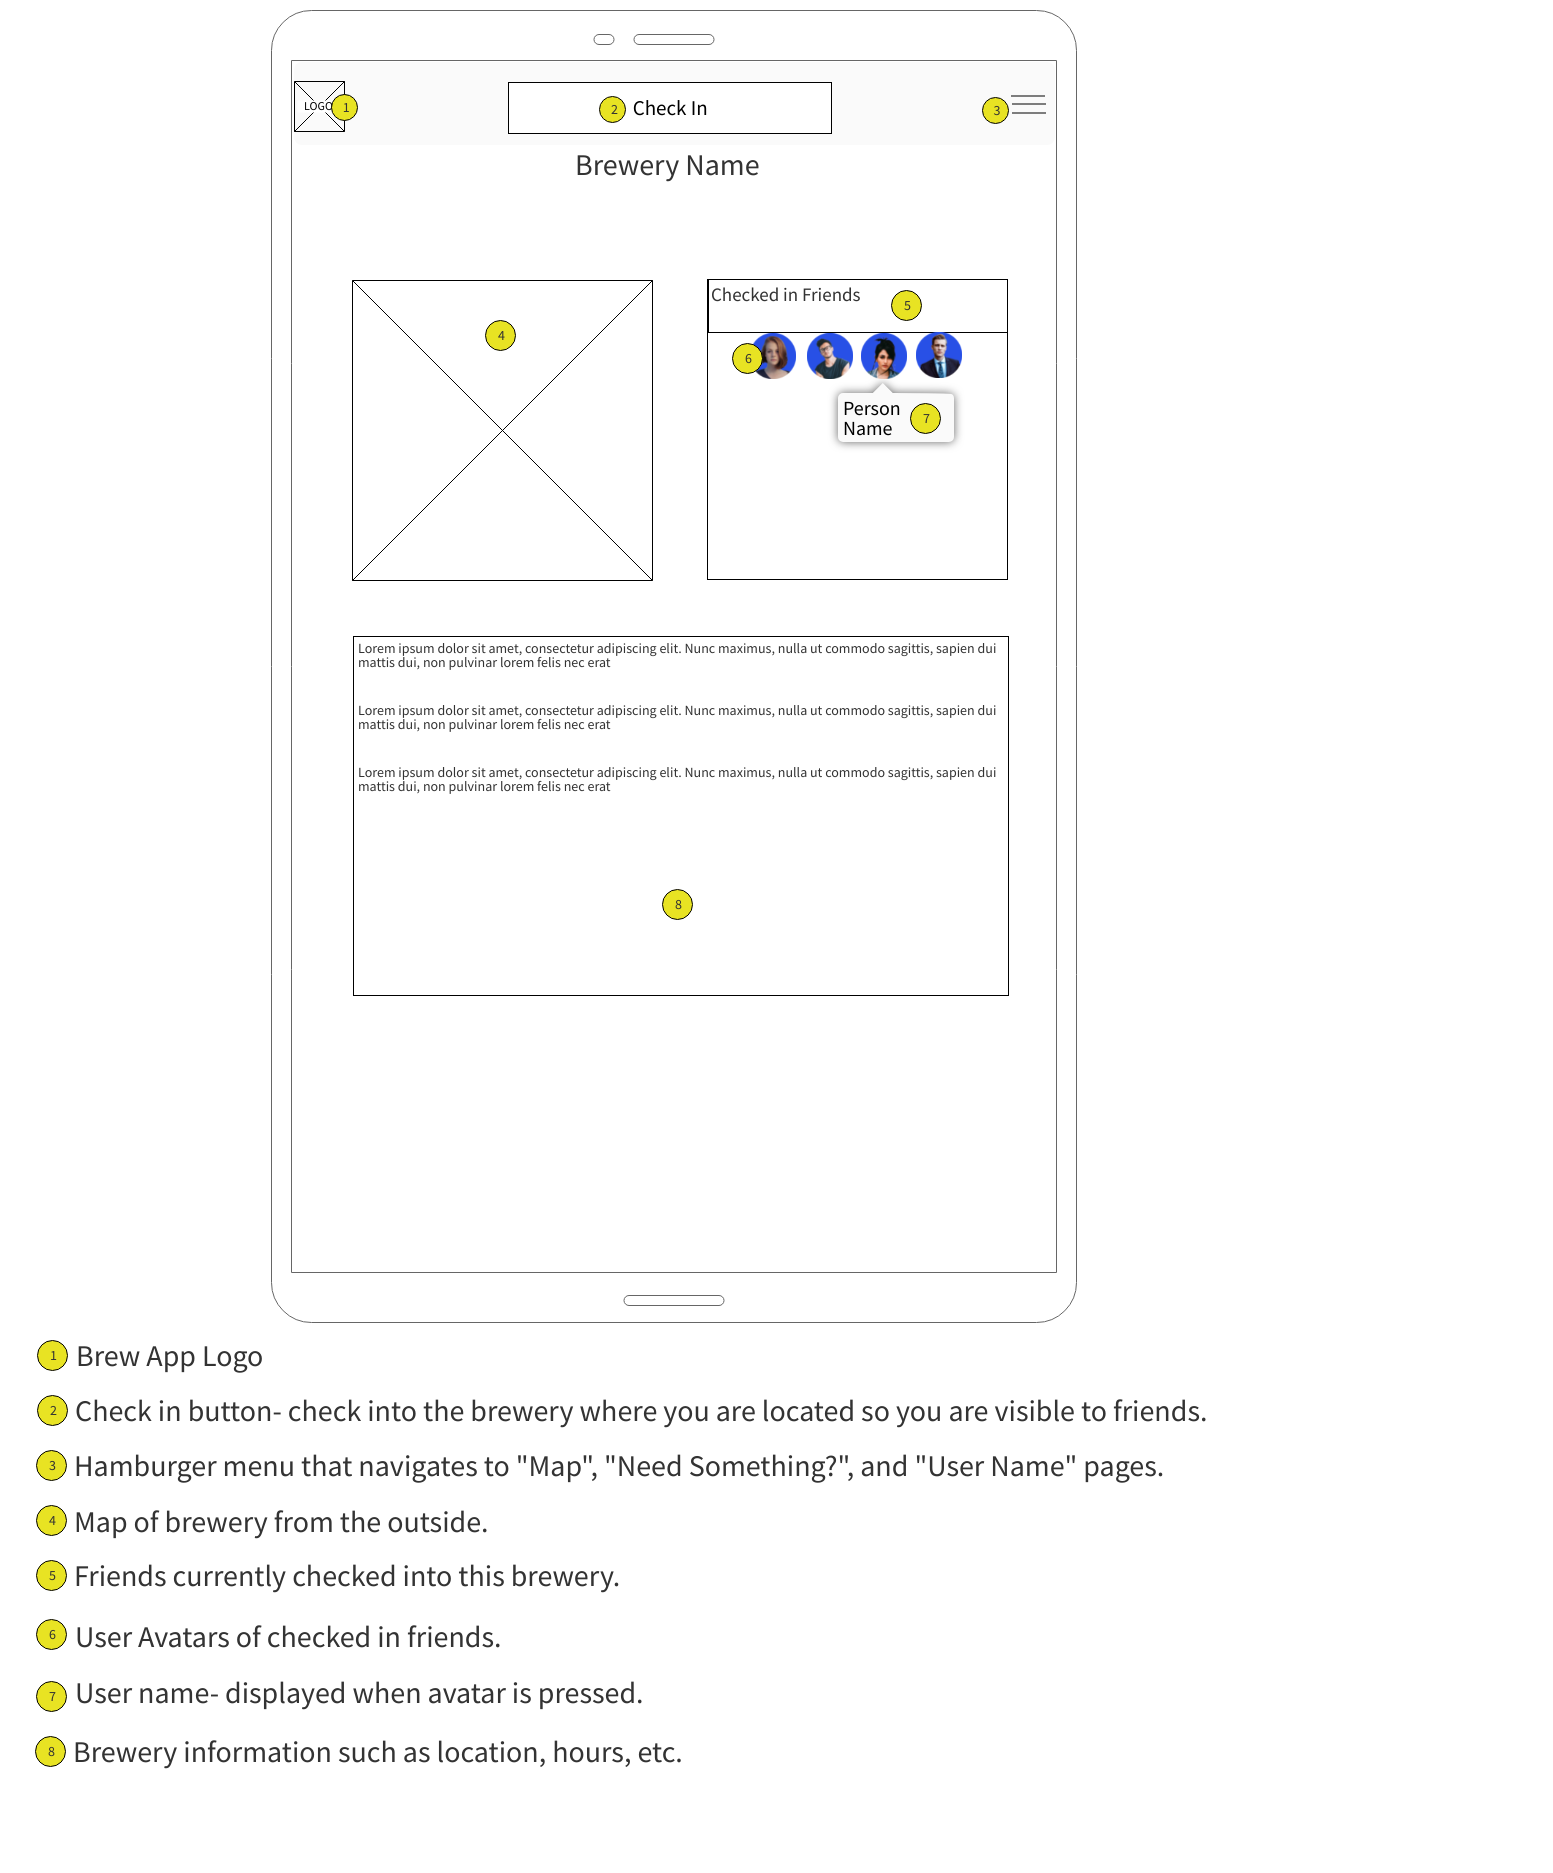 LOGO 1
2 Check In
3
Brewery Name
4
Checked in Friends 5
6
Person
Name
7
Lorem ipsum dolor sit amet, consectetur adipiscing elit. Nunc maximus, nulla ut commodo sagittis, sapien dui
mattis dui, non pulvinar lorem felis nec erat
Lorem ipsum dolor sit amet, consectetur adipiscing elit. Nunc maximus, nulla ut commodo sagittis, sapien dui
mattis dui, non pulvinar lorem felis nec erat
Lorem ipsum dolor sit amet, consectetur adipiscing elit. Nunc maximus, nulla ut commodo sagittis, sapien dui
mattis dui, non pulvinar lorem felis nec erat
8
1 Brew App Logo
2 Check in button- check into the brewery where you are located so you are visible to friends.
3 Hamburger menu that navigates to "Map", "Need Something?", and "User Name" pages.
4 Map of brewery from the outside.
5 Friends currently checked into this brewery.
6 User Avatars of checked in friends.
7 User name- displayed when avatar is pressed.
8 Brewery information such as location, hours, etc.